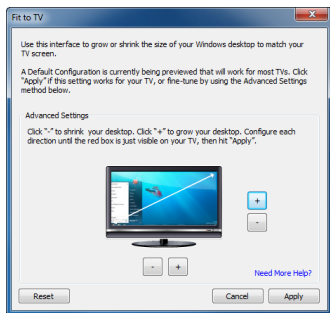 Fit to TV
Use this interface to grow or shrink the size of your Windows desktop to match your
TV screen.
A Default Configuration is currently being previewed that will work for most TVs. Click
"Apply" if this setting works for your TV, or fine-tune by using the Advanced Settings
method below.
Advanced Settings
Click "-" to shrink your desktop. Click "+" to grow your desktop. Configure each
direction until the red box is just visible on your TV, then hit "Apply".
+
-
- +
Need More Help?
Reset Cancel Apply